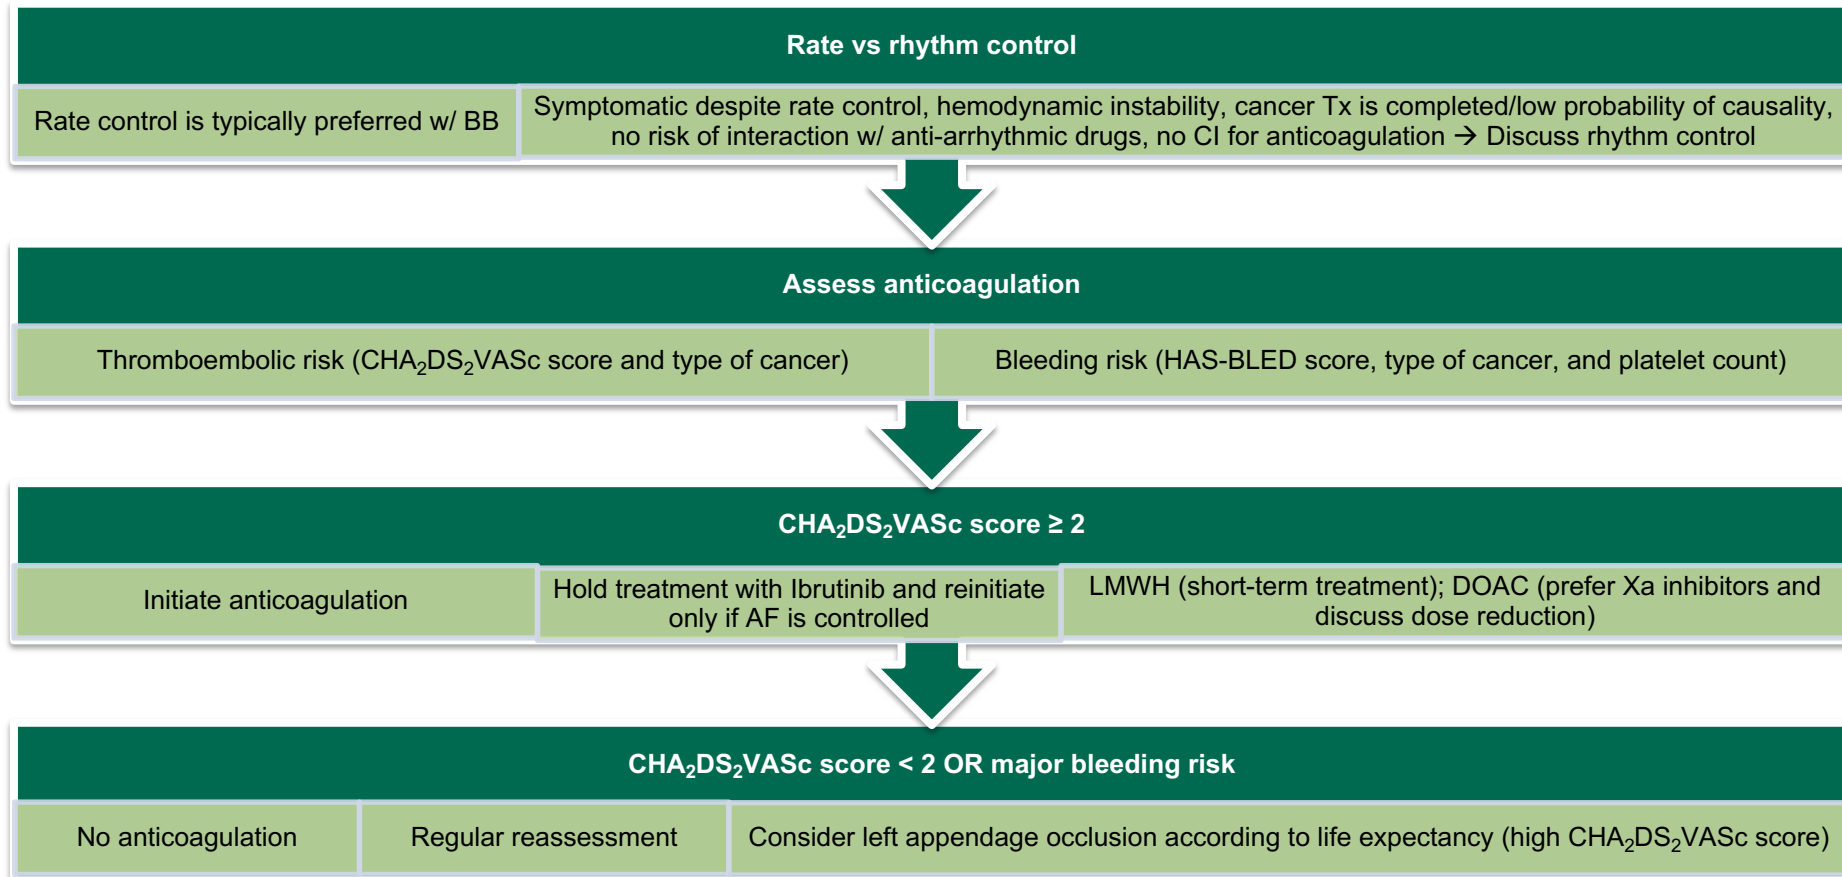 Rate vs rhythm control
Rate control is typically preferred w/ BB
Symptomatic despite rate control, hemodynamic instability, cancer Tx is completed/low probability of causality,
no risk of interaction w/ anti-arrhythmic drugs, no CI for anticoagulation → Discuss rhythm control
Assess anticoagulation
Thromboembolic risk (CHA₂DS₂VASc score and type of cancer)
Bleeding risk (HAS-BLED score, type of cancer, and platelet count)
CHA₂DS₂VASc score ≥ 2
Initiate anticoagulation
Hold treatment with Ibrutinib and reinitiate
only if AF is controlled
LMWH (short-term treatment); DOAC (prefer Xa inhibitors and
discuss dose reduction)
CHA₂DS₂VASc score < 2 OR major bleeding risk
No anticoagulation
Regular reassessment
Consider left appendage occlusion according to life expectancy (high CHA₂DS₂VASc score)